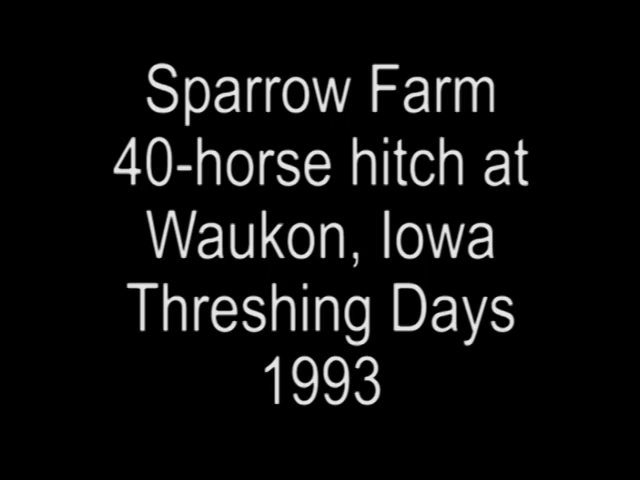 Sparrow Farm
40-horse hitch at
Waukon, Iowa
Threshing Days
1993